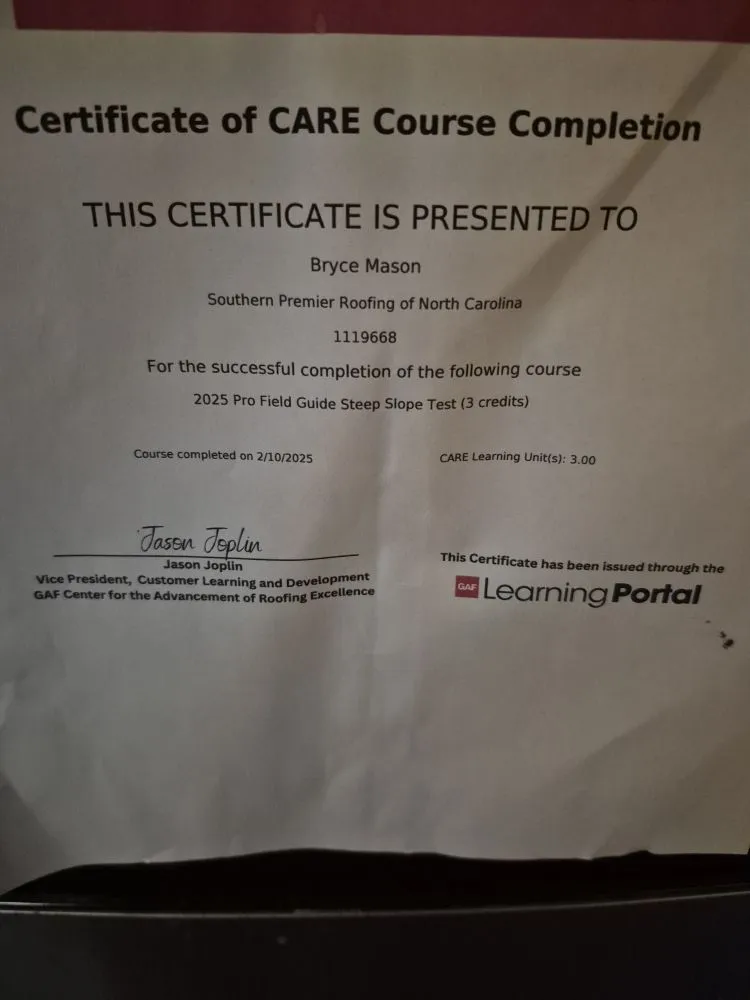 Certificate of CARE Course Completion
THIS CERTIFICATE IS PRESENTED TO
Bryce Mason
Southern Premier Roofing of North Carolina
1119668
For the successful completion of the following course
2025 Pro Field Guide Steep Slope Test (3 credits)
Course completed on 2/10/2025
CARE Learning Unit(s): 3.00
Jason Joplin
Jason Joplin
Vice President, Customer Learning and Development
GAF Center for the Advancement of Roofing Excellence
This Certificate has been issued through the
GAF Learning Portal